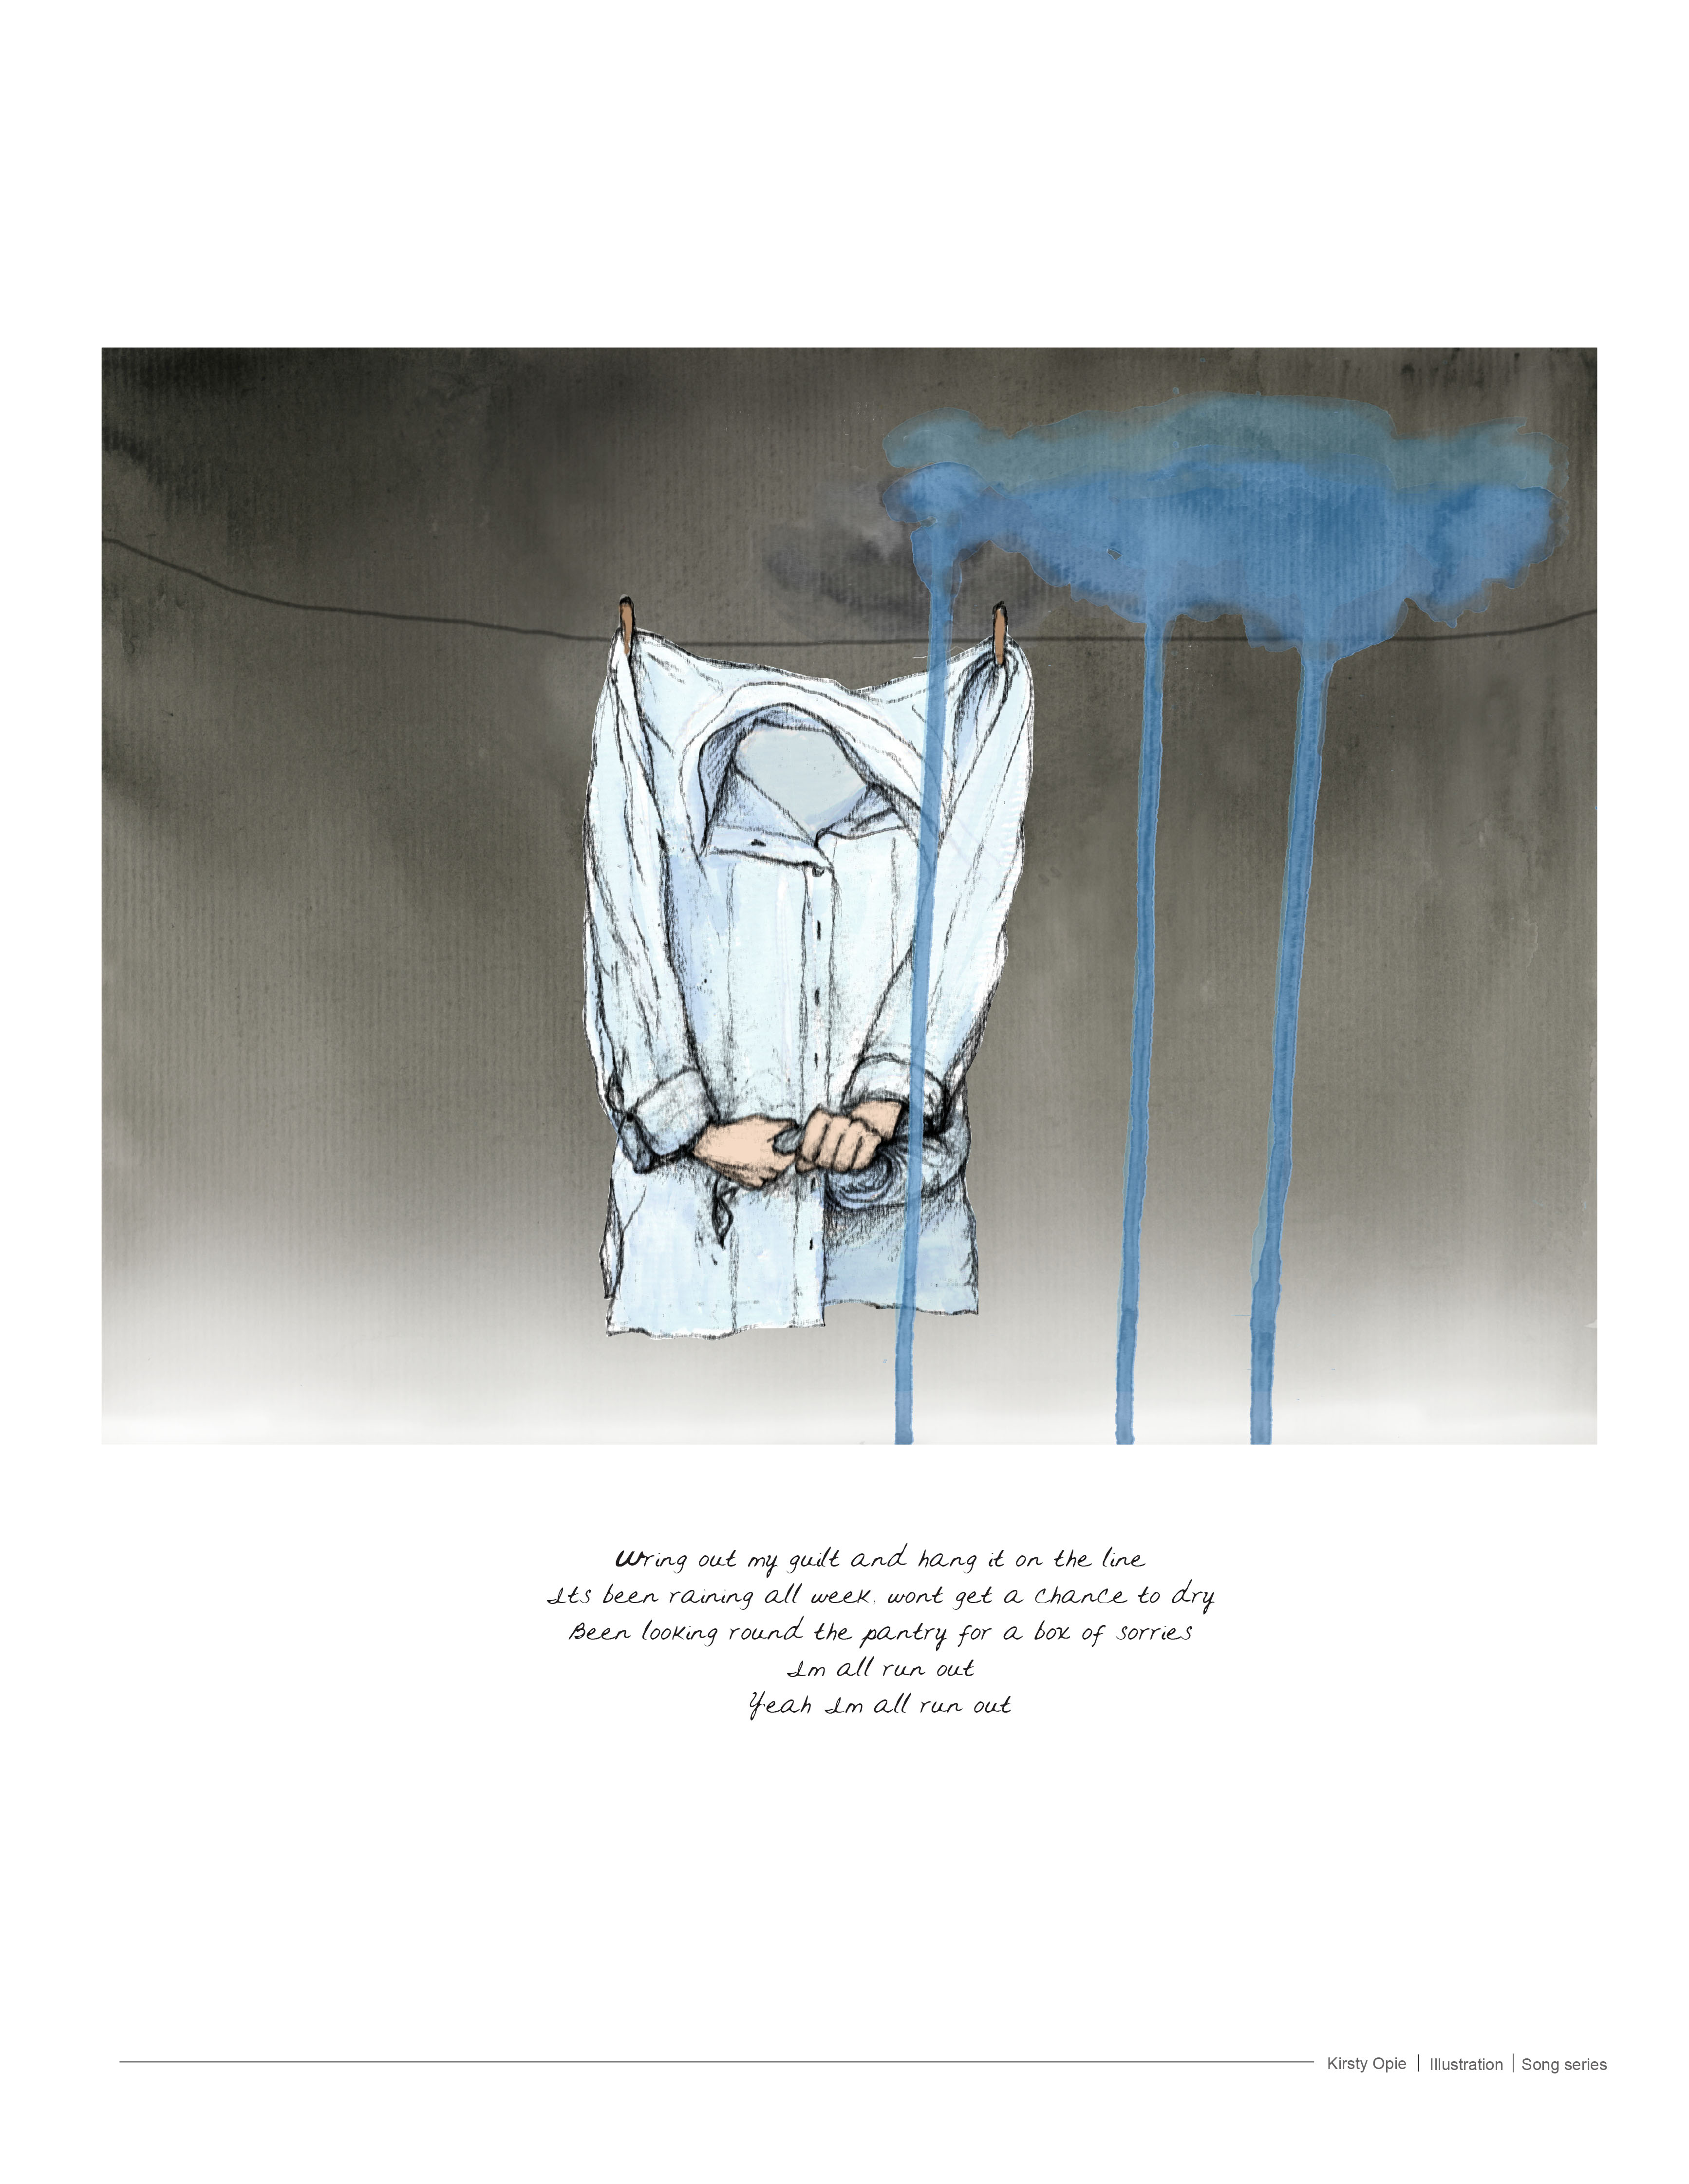 Wring out my guilt and hang it on the line
Its been raining all week, wont get a chance to dry
Been looking round the pantry for a box of sorries
Im all run out
Yeah Im all run out
Kirsty Opie | Illustration | Song series